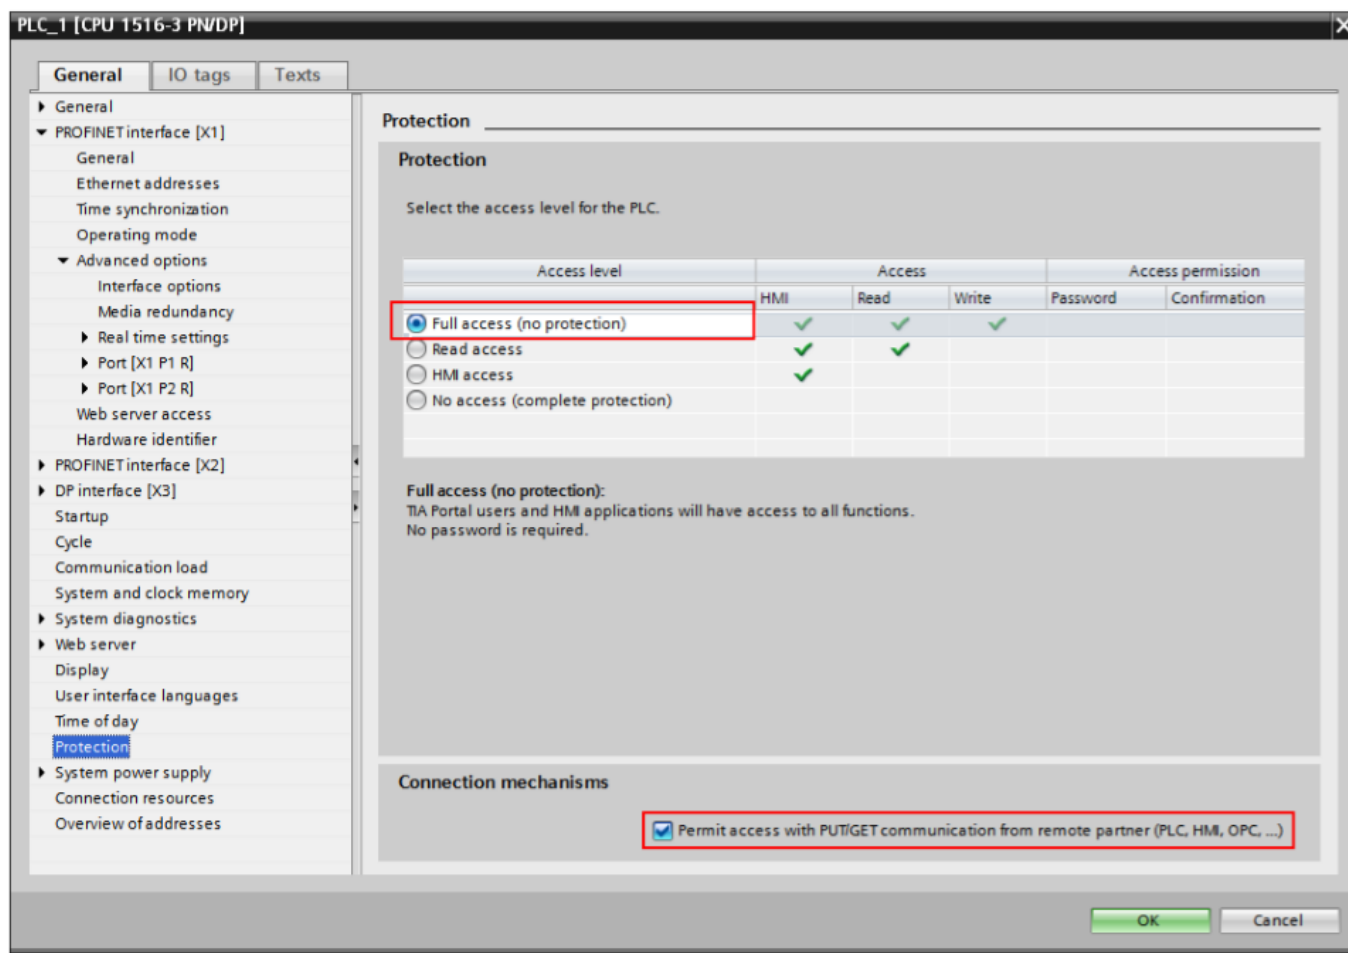 PLC_1 [CPU 1516-3 PN/DP]
General IO tags Texts
General
PROFINET interface [X1]
General
Ethernet addresses
Time synchronization
Operating mode
Advanced options
Interface options
Media redundancy
Real time settings
Port [X1 P1 R]
Port [X1 P2 R]
Web server access
Hardware identifier
PROFINET interface [X2]
DP interface [X3]
Startup
Cycle
Communication load
System and clock memory
System diagnostics
Web server
Display
User interface languages
Time of day
Protection
System power supply
Connection resources
Overview of addresses
Protection
Protection
Select the access level for the PLC.
Access level Access Access permission
HMI Read Write Password Confirmation
Full access (no protection)
Read access
HMI access
No access (complete protection)
Full access (no protection):
TIA Portal users and HMI applications will have access to all functions.
No password is required.
Connection mechanisms
Permit access with PUT/GET communication from remote partner (PLC, HMI, OPC, ...)
OK Cancel